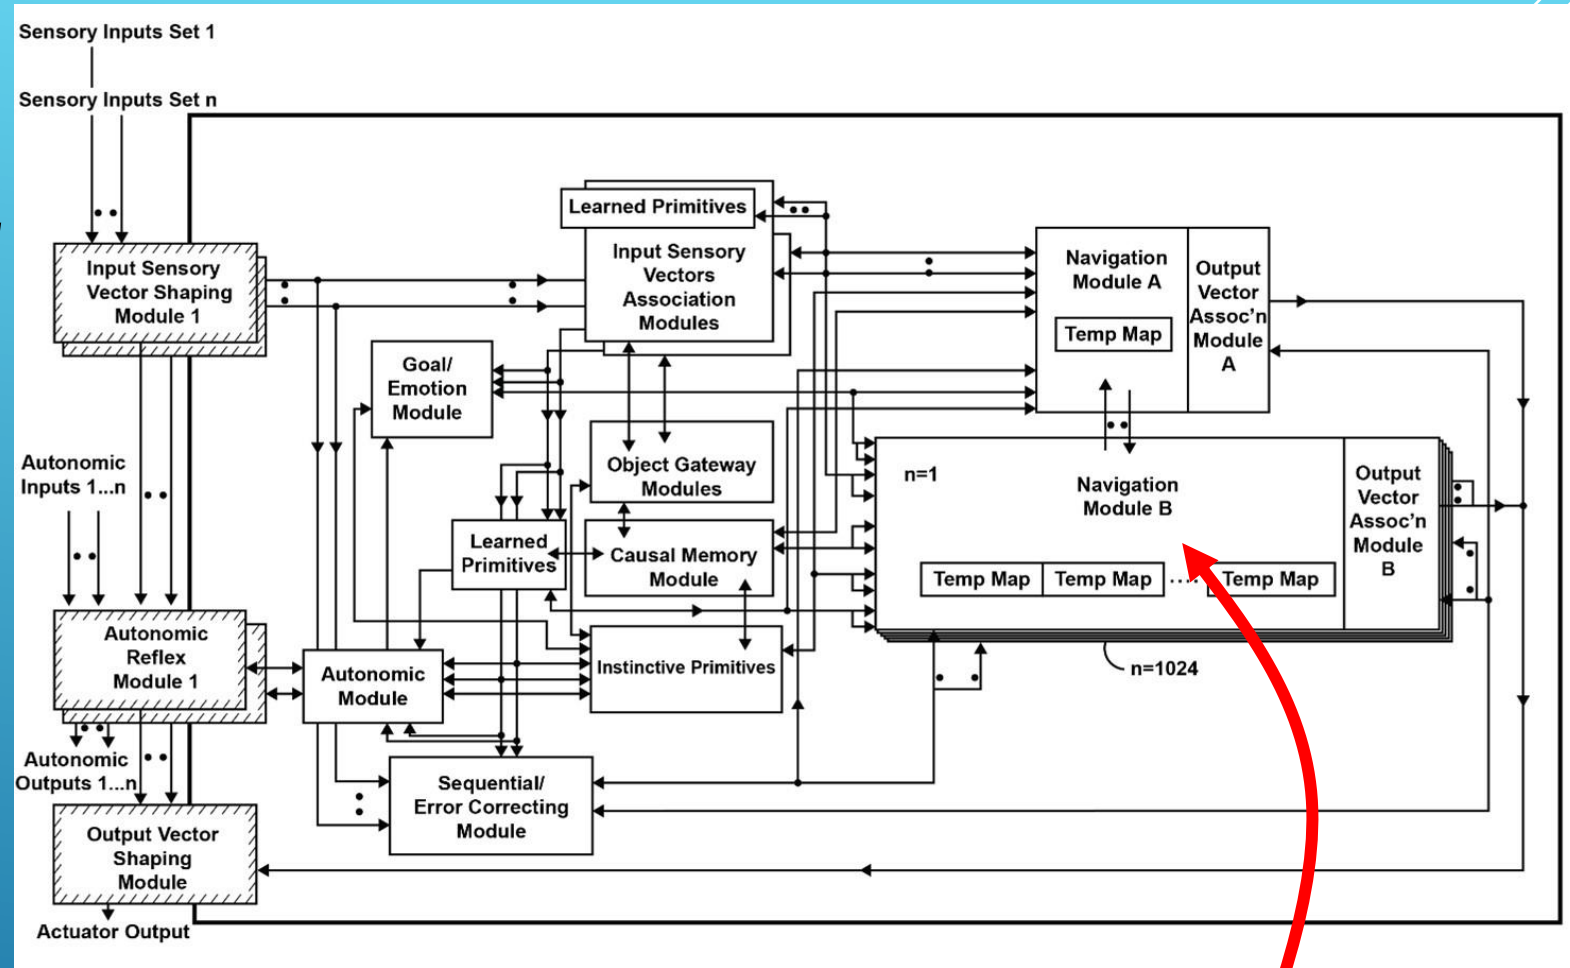 Sensory Inputs Set 1
Sensory Inputs Set n
Learned Primitives
Input Sensory
Vectors
Association
Modules
Input Sensory
Vector Shaping
Module 1
Navigation
Module A
Temp Map
Output
Vector
Assoc'n
Module
A
Goal/
Emotion
Module
Autonomic
Inputs 1...n
Object Gateway
Modules
n=1
Navigation
Module B
Temp Map
Temp Map
Temp Map
Output
Vector
Assoc'n
Module
B
Learned
Primitives
Causal Memory
Module
Autonomic
Reflex
Module 1
Autonomic
Module
Instinctive Primitives
n=1024
Autonomic
Outputs 1...n
Sequential/
Error Correcting
Module
Output Vector
Shaping
Module
Actuator Output